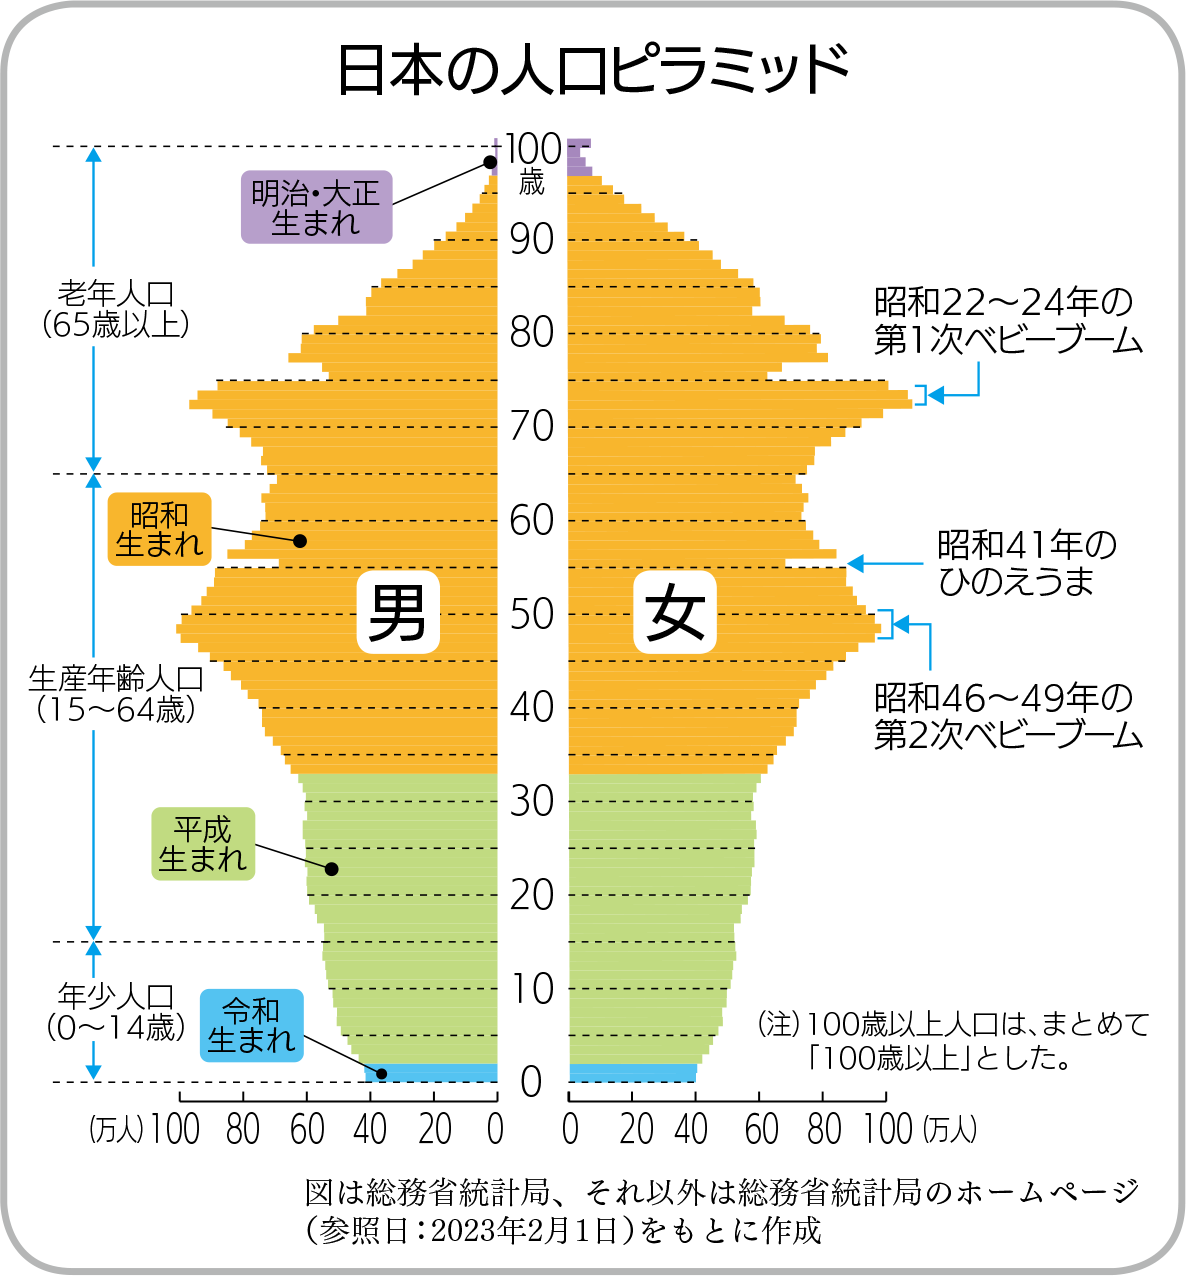 日本の人口ピラミッド
100
歳
90
80
70
60
50
40
30
20
10
0
明治・大正
生まれ
老年人口
（65歳以上）
昭和
生まれ
生産年齢人口
（15〜64歳）
平成
生まれ
年少人口
（0〜14歳）
令和
生まれ
男
女
昭和22〜24年の
第1次ベビーブーム
昭和41年の
ひのえうま
昭和46〜49年の
第2次ベビーブーム
（注）100歳以上人口は、まとめて
「100歳以上」とした。
（万人）100 80 60 40 20 0
0 20 40 60 80 100（万人）
図は総務省統計局、それ以外は総務省統計局のホームページ
（参照日：2023年2月1日）をもとに作成